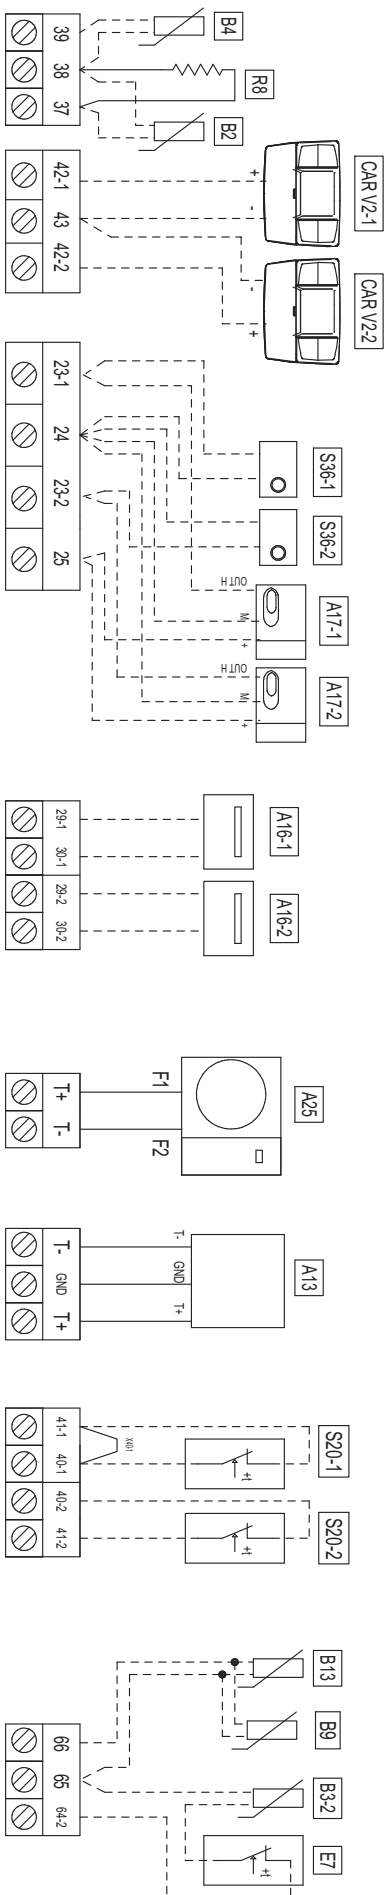 B4
R8
B2
39
38
37
CAR V2-1
CAR V2-2
+
-
-
+
42-1
43
42-2
S36-1
S36-2
A17-1
A17-2
OUT H
M
+
OUT H
M
+
23-1
24
23-2
25
A16-1
A16-2
29-1
30-1
29-2
30-2
A25
F1
F2
T+
T-
A13
T-
GND
T+
T-
GND
T+
S20-1
S20-2
+t
+t
X40-1
41-1
40-1
40-2
41-2
B13
B9
B3-2
E7
+t
66
65
64-2